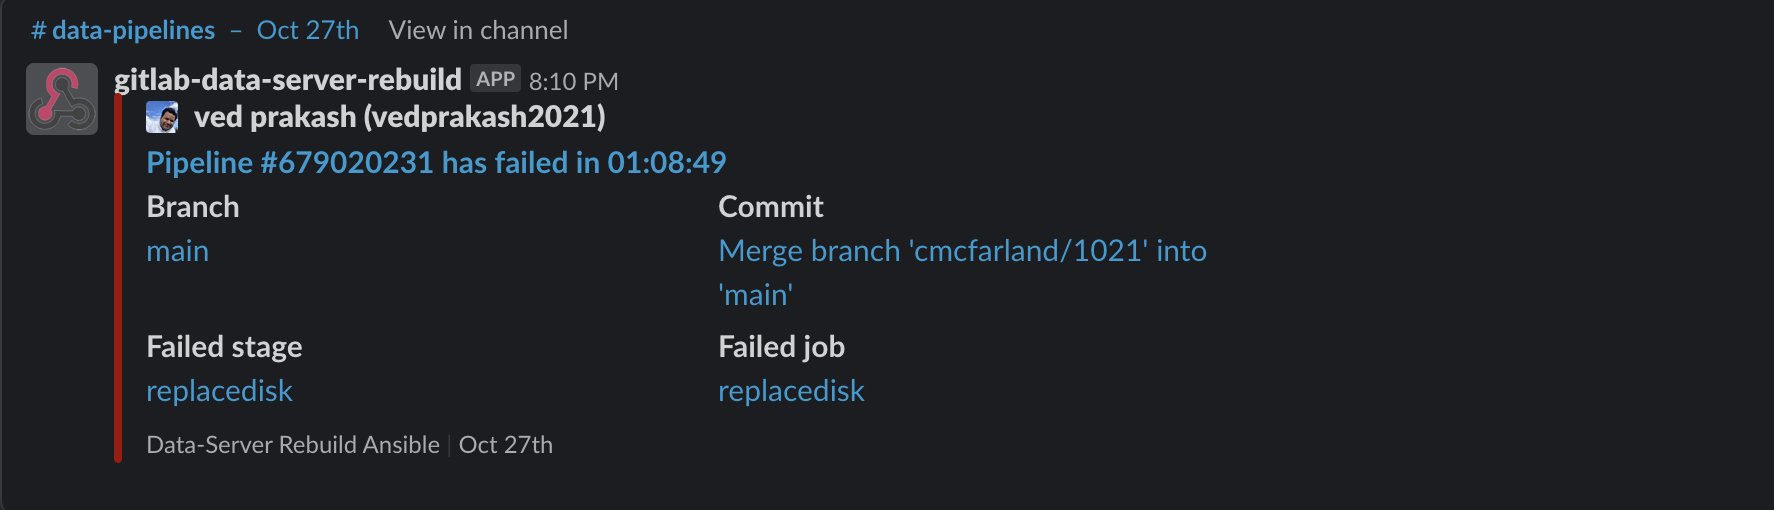 # data-pipelines – Oct 27th View in channel
gitlab-data-server-rebuild APP 8:10 PM
ved prakash (vedprakash2021)
Pipeline #679020231 has failed in 01:08:49
Branch Commit
main Merge branch 'cmcfarland/1021' into
'main'
Failed stage Failed job
replacedisk replacedisk
Data-Server Rebuild Ansible | Oct 27th